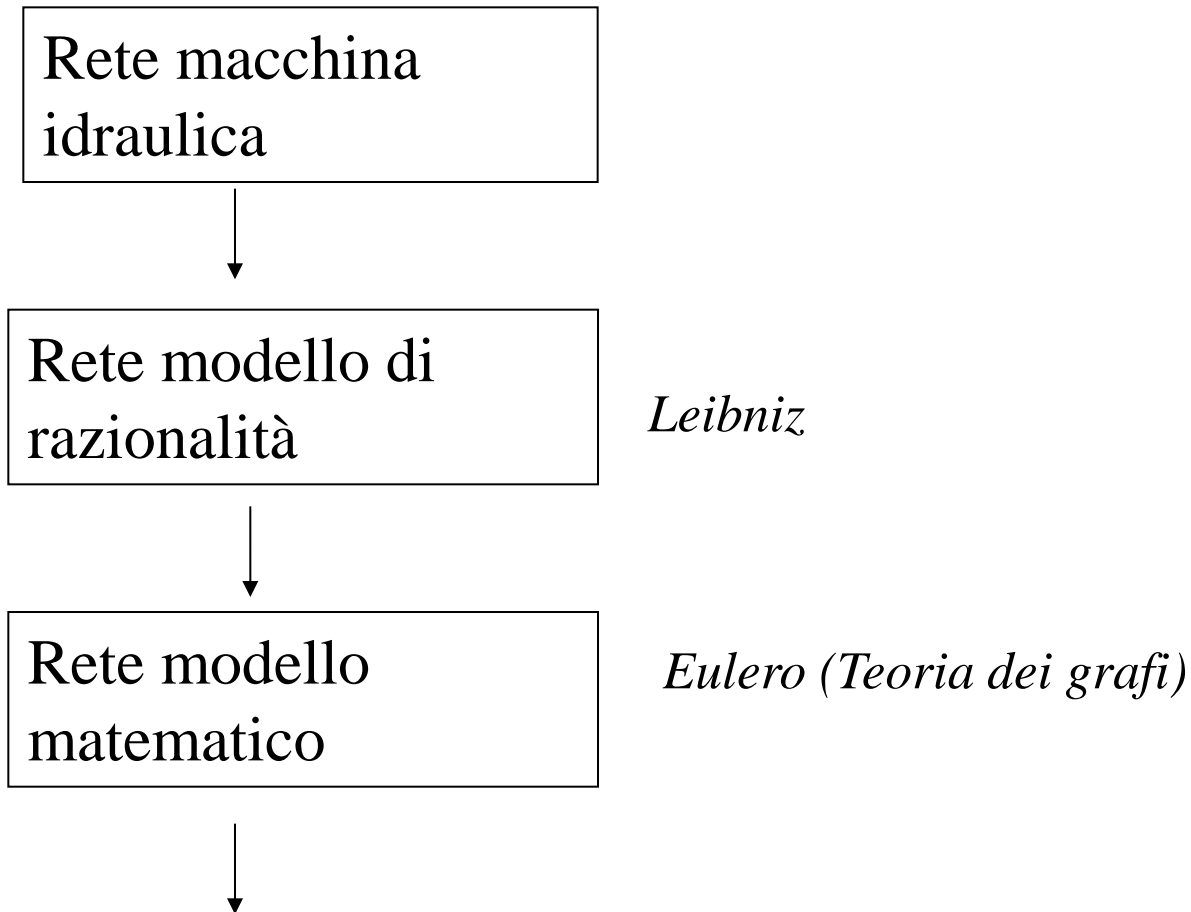 Rete macchina
idraulica
Rete modello di
razionalità
Leibniz
Rete modello
matematico
Eulero (Teoria dei grafi)